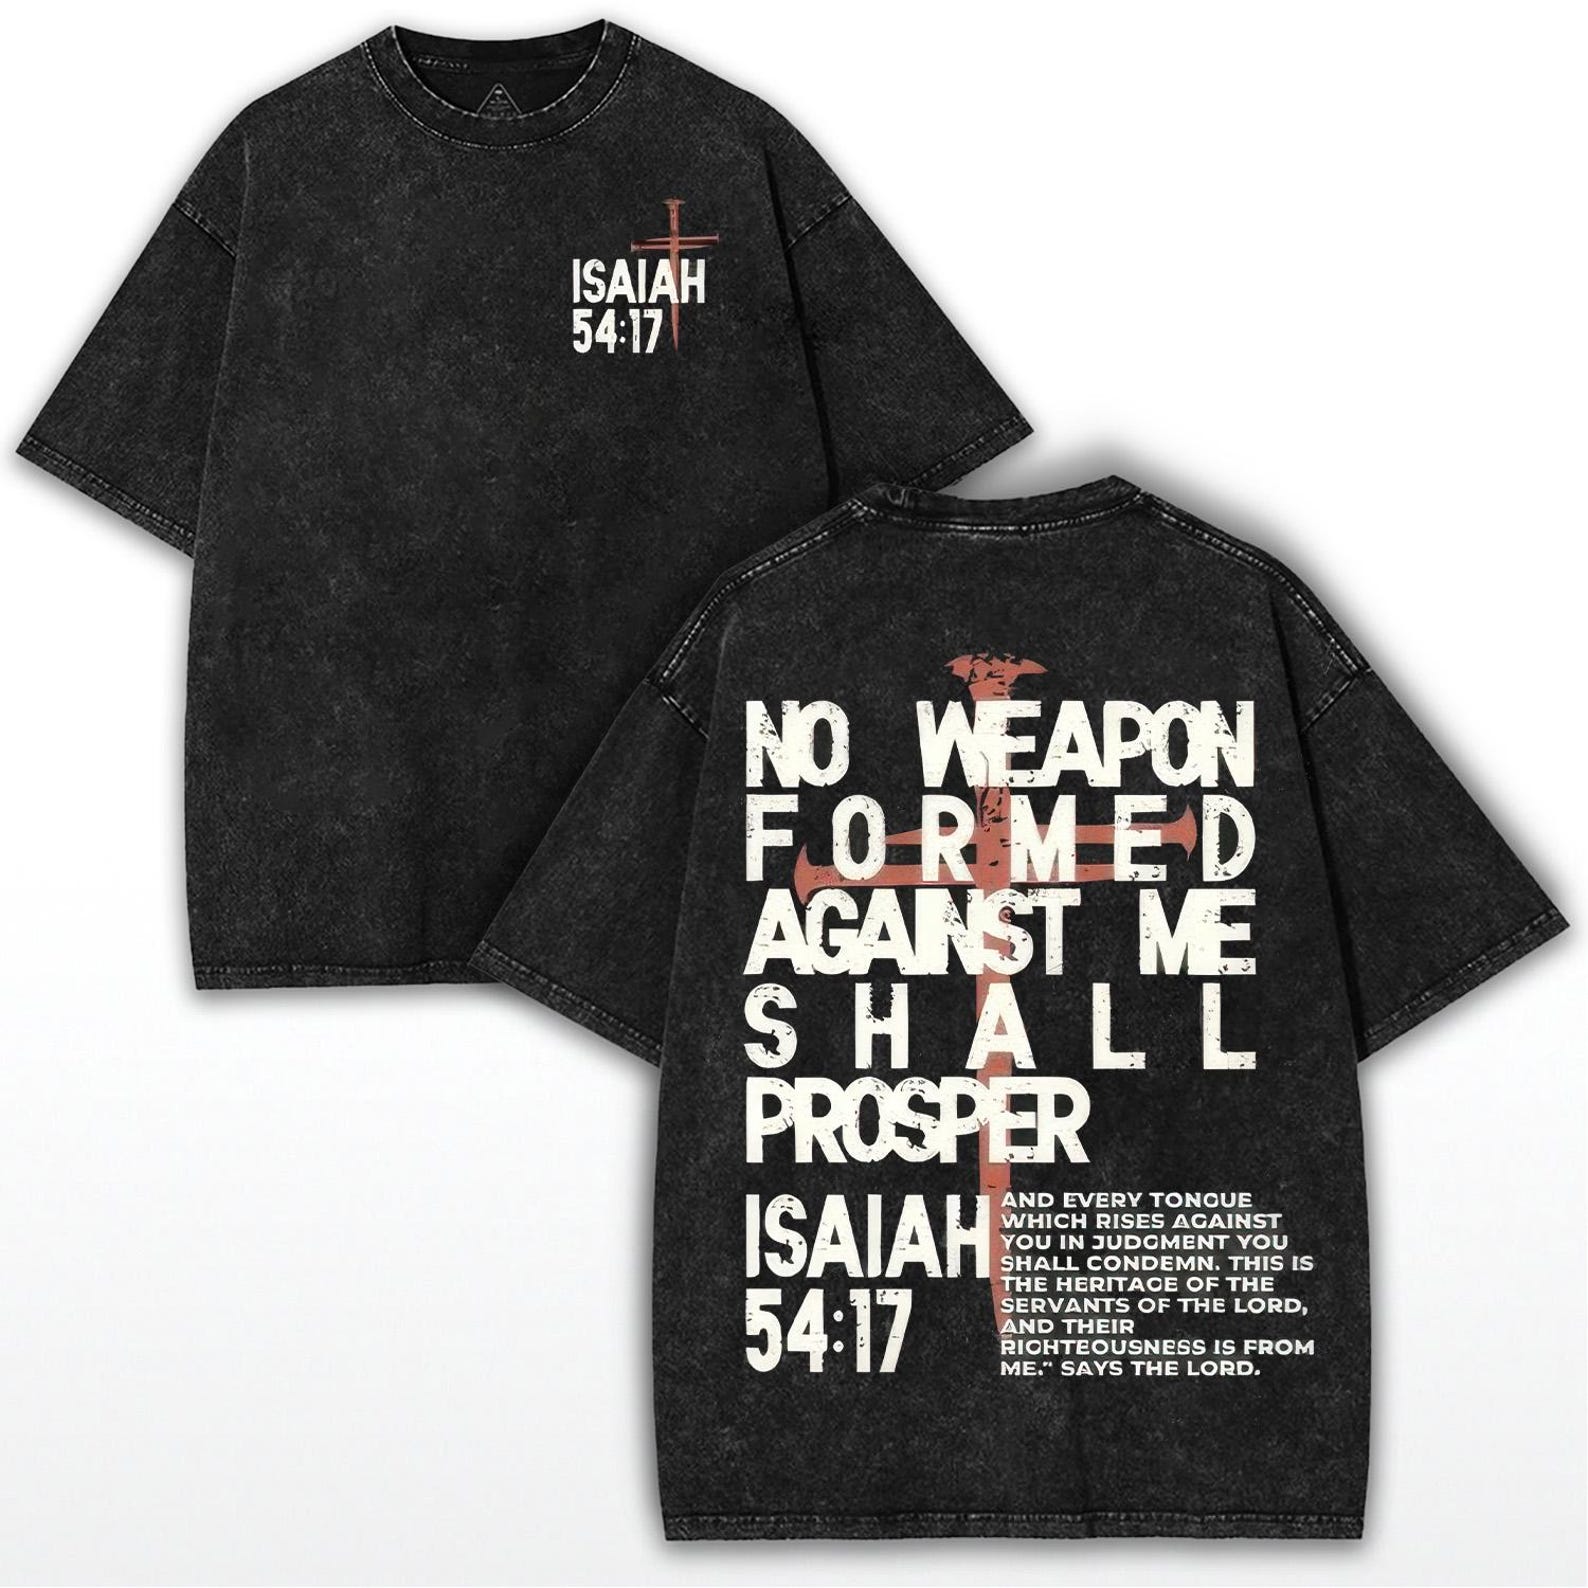 ISAIAH
54:17
NO WEAPON
FORMED
AGAINST ME
SHALL
PROSPER
ISAIAH
54:17
AND EVERY TONGUE
WHICH RISES AGAINST
YOU IN JUDGMENT YOU
SHALL CONDEMN. THIS IS
THE HERITAGE OF THE
SERVANTS OF THE LORD,
AND THEIR
RIGHTEOUSNESS IS FROM
ME." SAYS THE LORD.